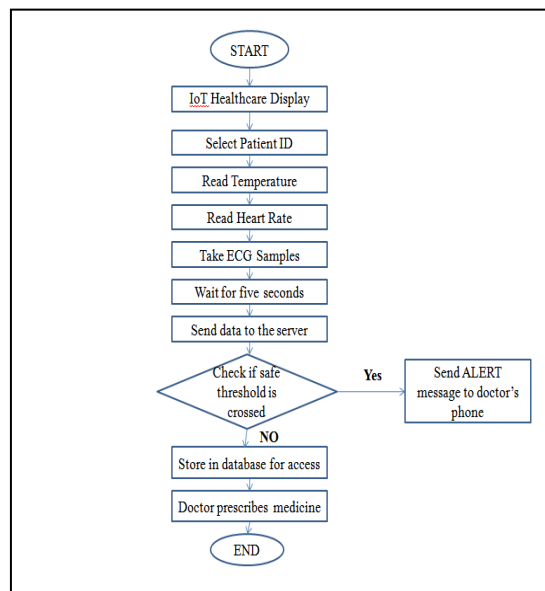 START
IoT Healthcare Display
Select Patient ID
Read Temperature
Read Heart Rate
Take ECG Samples
Wait for five seconds
Send data to the server
Check if safe
threshold is
crossed
Yes
Send ALERT
message to doctor's
phone
NO
Store in database for access
Doctor prescribes medicine
END